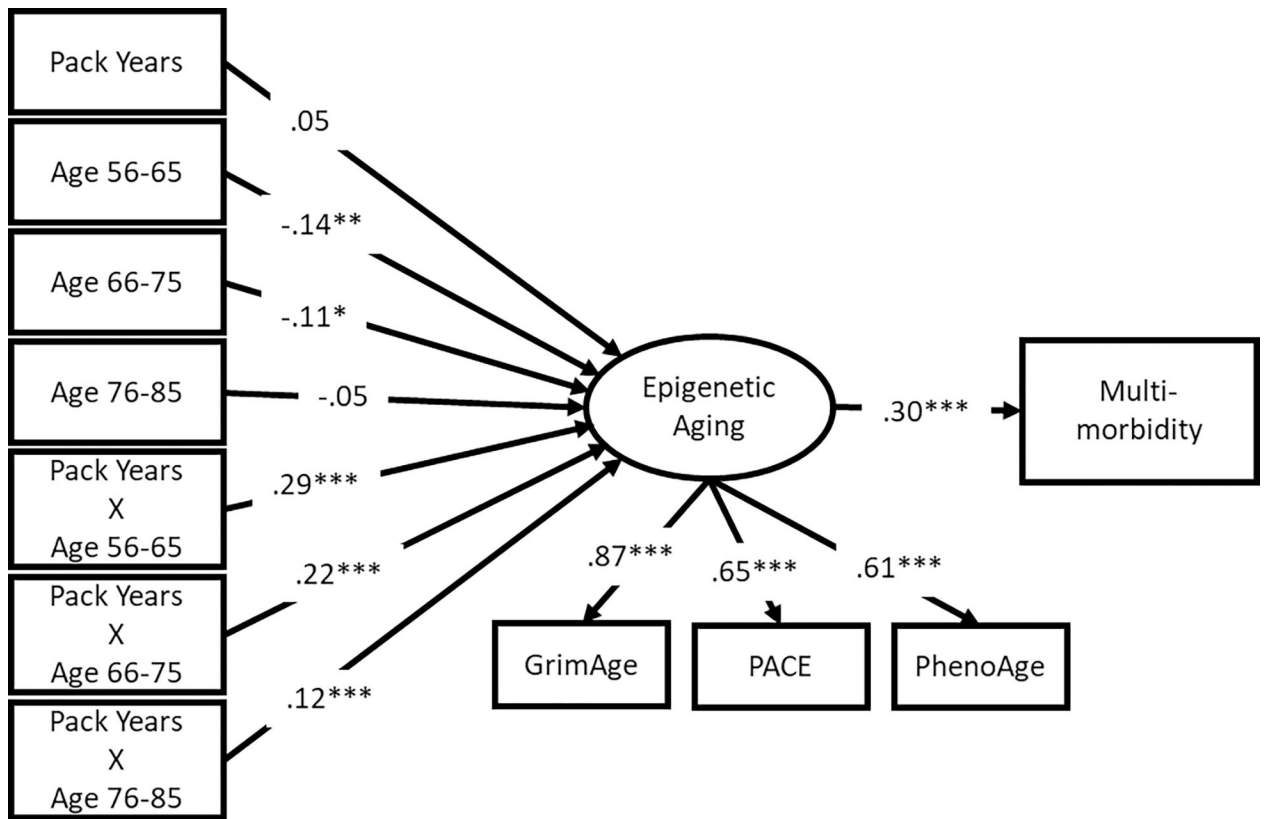 Pack Years
Age 56-65
Age 66-75
Age 76-85
Pack Years
X
Age 56-65
Pack Years
X
Age 66-75
Pack Years
X
Age 76-85
.05
-.14**
-.11*
-.05
.29***
.22***
.12***
Epigenetic
Aging
.30***
Multi-
morbidity
.87***
.65***
.61***
GrimAge
PACE
PhenoAge